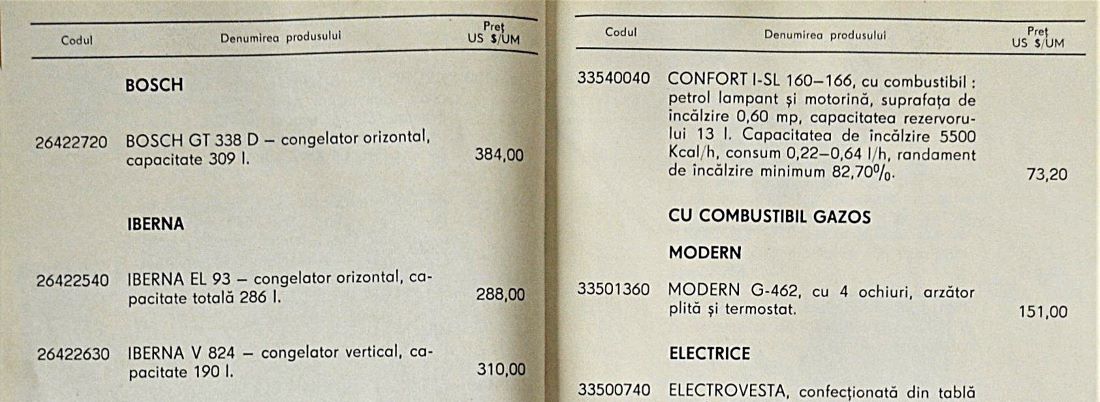 Codul Denumirea produsului Preț
US $/UM
BOSCH
26422720 BOSCH GT 338 D – congelator orizontal,
capacitate 309 l. 384,00
IBERNA
26422540 IBERNA EL 93 – congelator orizontal, ca-
pacitate totală 286 l. 288,00
26422630 IBERNA V 824 – congelator vertical, ca-
pacitate 190 l. 310,00
Codul Denumirea produsului Preț
US $/UM
33540040 CONFORT I-SL 160–166, cu combustibil :
petrol lampant și motorină, suprafața de
încălzire 0,60 mp, capacitatea rezervoru-
lui 13 l. Capacitatea de încălzire 5500
Kcal/h, consum 0,22–0,64 l/h, randament
de încălzire minimum 82,70%. 73,20
CU COMBUSTIBIL GAZOS
MODERN
33501360 MODERN G-462, cu 4 ochiuri, arzător
plită și termostat. 151,00
ELECTRICE
33500740 ELECTROVESTA, confecționată din tablă